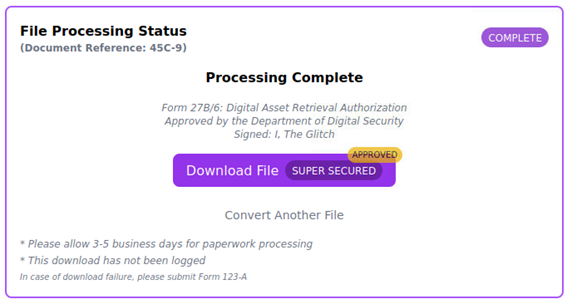 File Processing Status
COMPLETE
(Document Reference: 45C-9)
Processing Complete
Form 27B/6: Digital Asset Retrieval Authorization
Approved by the Department of Digital Security
Signed: I, The Glitch
APPROVED
Download File SUPER SECURED
Convert Another File
* Please allow 3-5 business days for paperwork processing
* This download has not been logged
In case of download failure, please submit Form 123-A